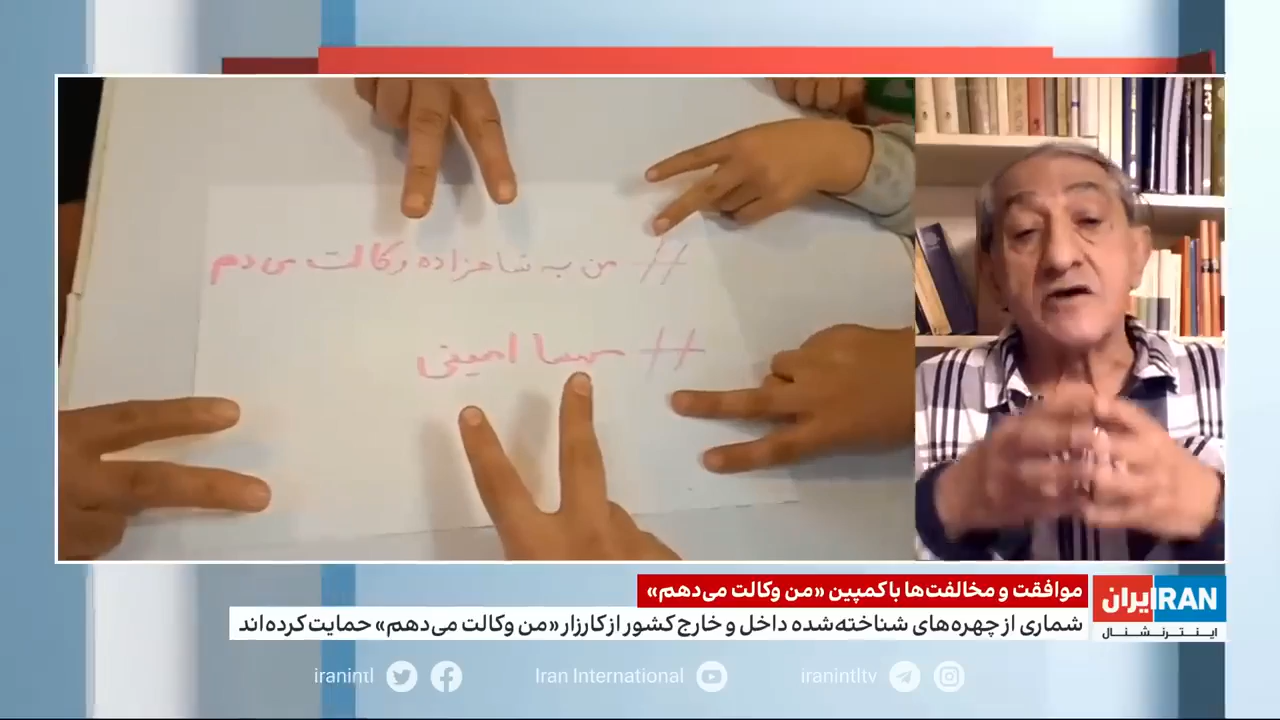 # من به شاهزاده وکالت می‌دم
# مهسا امینی
موافقت و مخالفت‌ها با کمپین «من وکالت می‌دهم»
شماری از چهره‌های شناخته‌شده داخل و خارج کشور از کارزار «من وکالت می‌دهم» حمایت کرده‌اند
ایران IRAN
اینترنشنال
iranintl
Iran International
iranintltv